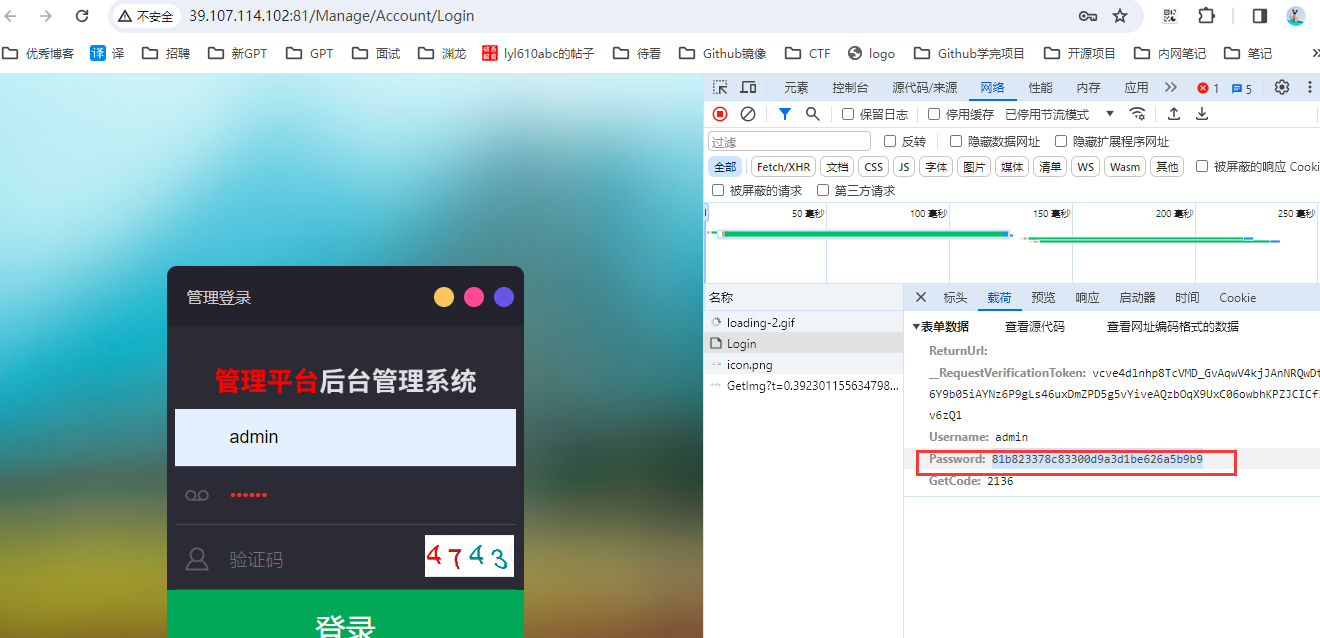 不安全 39.107.114.102:81/Manage/Account/Login
优秀博客 译 译 招聘 新GPT GPT 面试 渊龙 lyl610abc的帖子 待看 Github镜像 CTF logo Github学完项目 开源项目 内网笔记 笔记
元素 控制台 源代码/来源 网络 性能 内存 应用 1 5
保留日志 停用缓存 已停用节流模式
过滤 反转 隐藏数据网址 隐藏扩展程序网址
全部 Fetch/XHR 文档 CSS JS 字体 图片 媒体 清单 WS Wasm 其他 被屏蔽的响应 Cooki
被屏蔽的请求 第三方请求
50 毫秒 100 毫秒 150 毫秒 200 毫秒 250 毫秒
名称 标头 载荷 预览 响应 启动器 时间 Cookie
loading-2.gif
Login
icon.png
GetImg?t=0.392301155634798...
表单数据 查看源代码 查看网址编码格式的数据
ReturnUrl:
__RequestVerificationToken: vcve4dlnhp8TcVMD_GvAqwV4kjJAnNRQwDt
6Y9b05iAYNz6P9gLs46uxDmZPD5g5vYiveAQzbOqX9UxC06owbhKPZJCICf
v6zQ1
Username: admin
Password: 81b823378c83300d9a3d1be626a5b9b9
GetCode: 2136
管理登录
管理平台后台管理系统
admin
验证码 4743
登录